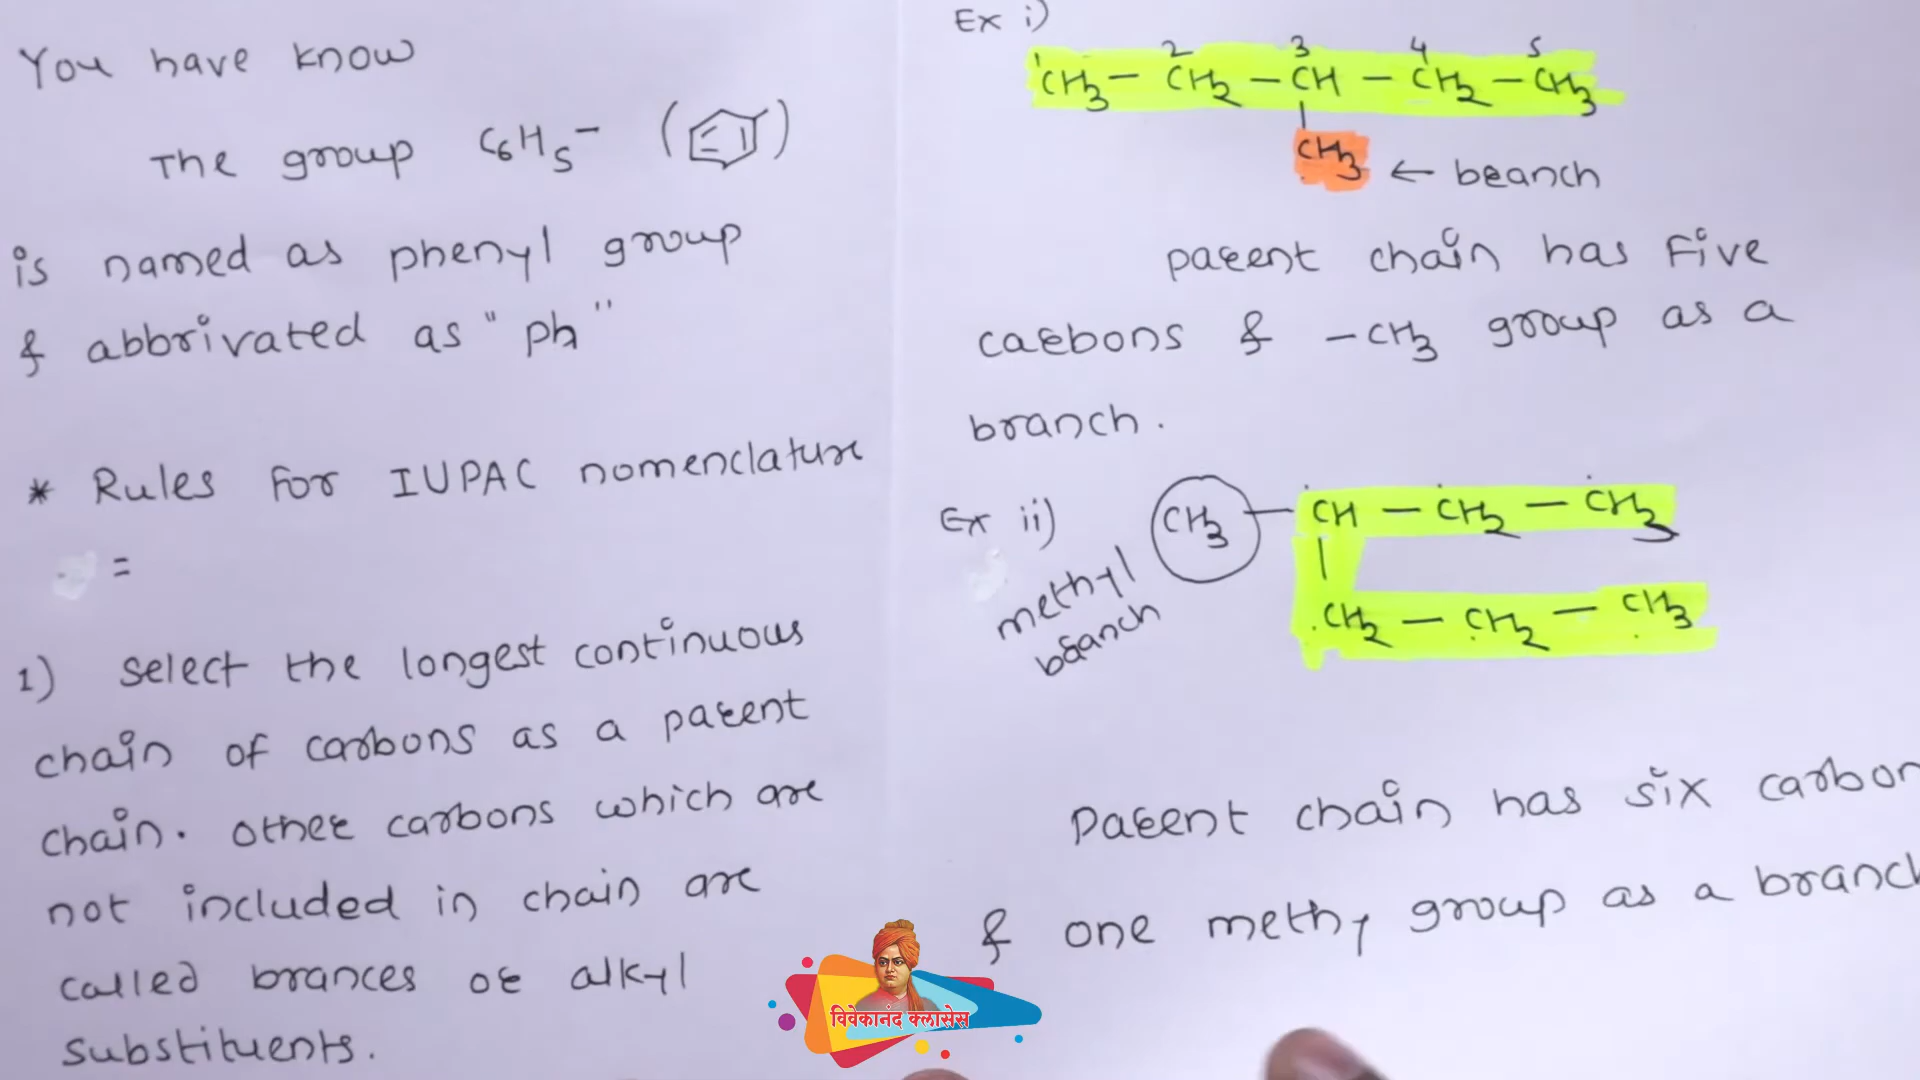 You have know
The group C6H5- ( )
is named as phenyl group
& abbrivated as "ph"
* Rules For IUPAC nomenclature
=
1) Select the longest continuous
chain of carbons as a parent
chain. other carbons which are
not included in chain are
called brances or alkyl
substituents.
Ex i)
1 2 3 4 5
CH3 - CH2 - CH - CH2 - CH3
|
CH3 ← branch
parent chain has Five
carbons & -CH3 group as a
branch.
Ex ii) CH3 - CH - CH2 - CH3
|
CH2 - CH2 - CH3
methyl
branch
Parent chain has six carbon
& one methy group as a branch
विवेकानंद क्लासेस